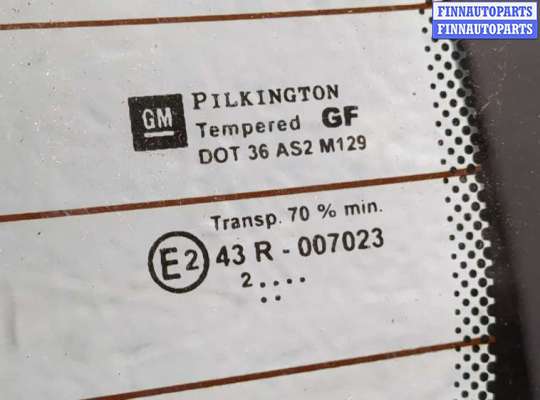 FINNAUTOPARTS
FINNAUTOPARTS
GM PILKINGTON
Tempered GF
DOT 36 AS2 M129
Transp. 70 % min.
E2 43 R - 007023
2....
..